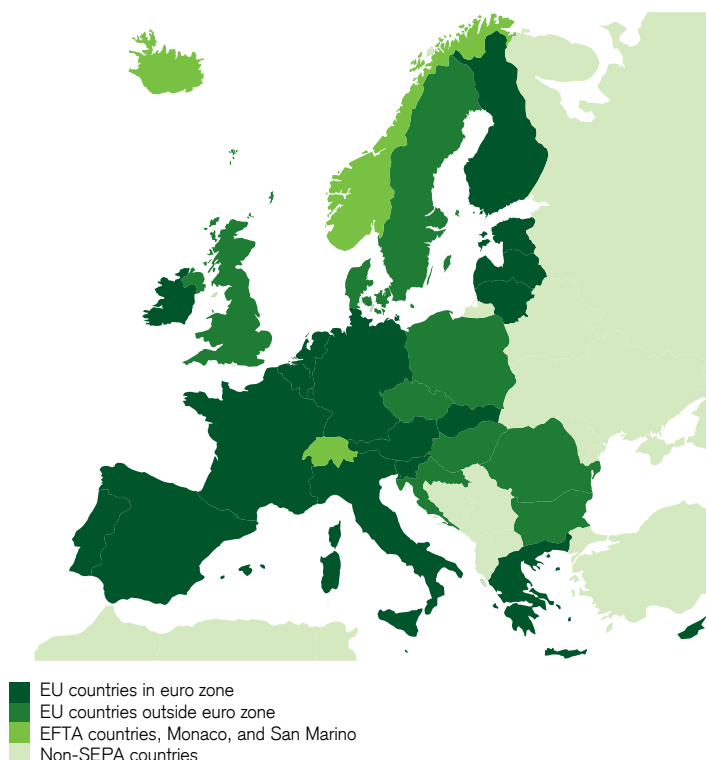 EU countries in euro zone
EU countries outside euro zone
EFTA countries, Monaco, and San Marino
Non-SEPA countries